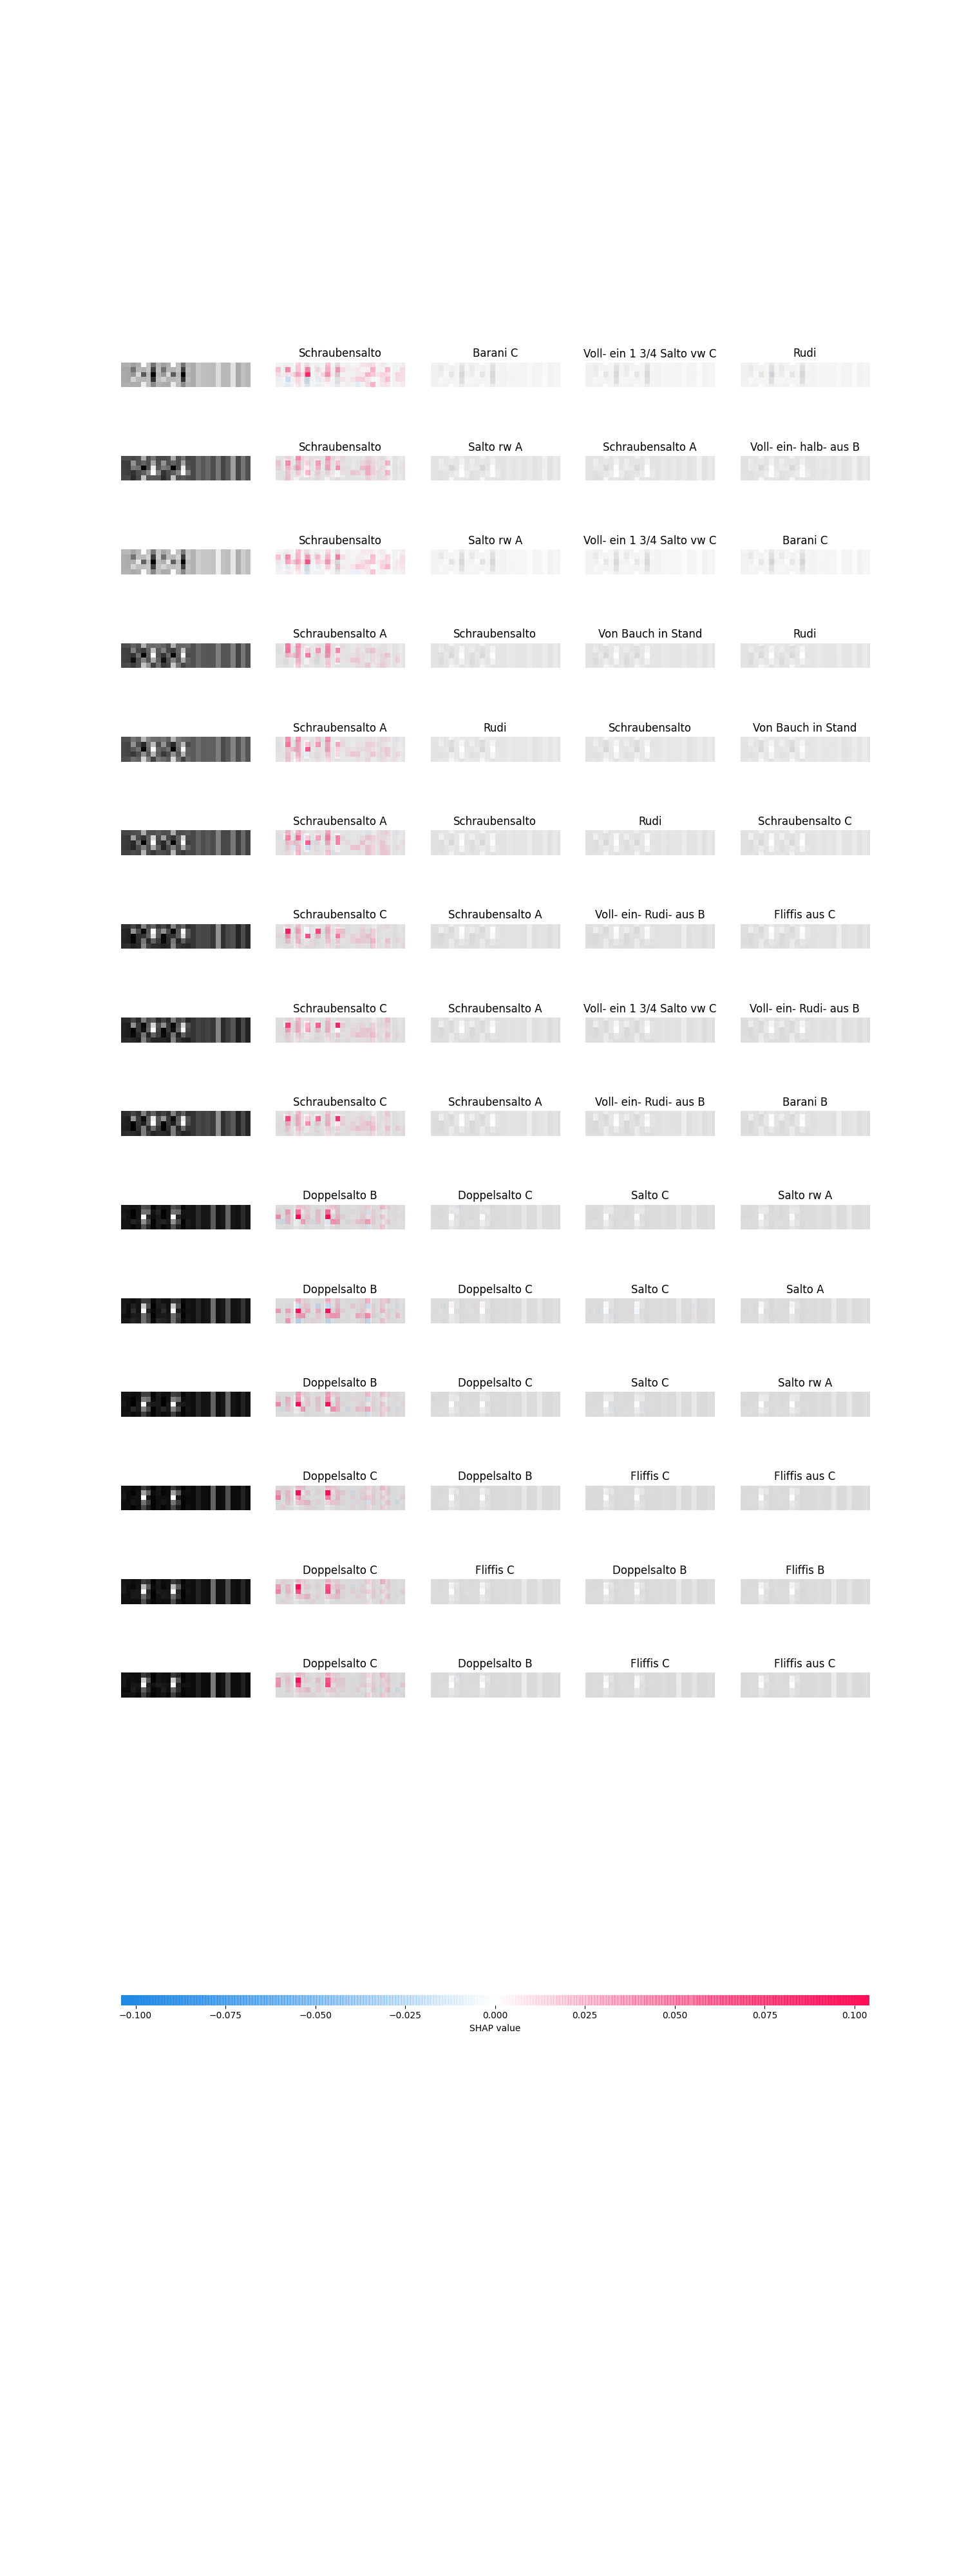 Schraubensalto Barani C Voll- ein 1 3/4 Salto vw C Rudi
Schraubensalto Salto rw A Schraubensalto A Voll- ein- halb- aus B
Schraubensalto Salto rw A Voll- ein 1 3/4 Salto vw C Barani C
Schraubensalto A Schraubensalto Von Bauch in Stand Rudi
Schraubensalto A Rudi Schraubensalto Von Bauch in Stand
Schraubensalto A Schraubensalto Rudi Schraubensalto C
Schraubensalto C Schraubensalto A Voll- ein- Rudi- aus B Fliffis aus C
Schraubensalto C Schraubensalto A Voll- ein 1 3/4 Salto vw C Voll- ein- Rudi- aus B
Schraubensalto C Schraubensalto A Voll- ein- Rudi- aus B Barani B
Doppelsalto B Doppelsalto C Salto C Salto rw A
Doppelsalto B Doppelsalto C Salto C Salto A
Doppelsalto B Doppelsalto C Salto C Salto rw A
Doppelsalto C Doppelsalto B Fliffis C Fliffis aus C
Doppelsalto C Fliffis C Doppelsalto B Fliffis B
Doppelsalto C Doppelsalto B Fliffis C Fliffis aus C
−0.100 −0.075 −0.050 −0.025 0.000 0.025 0.050 0.075 0.100
SHAP value